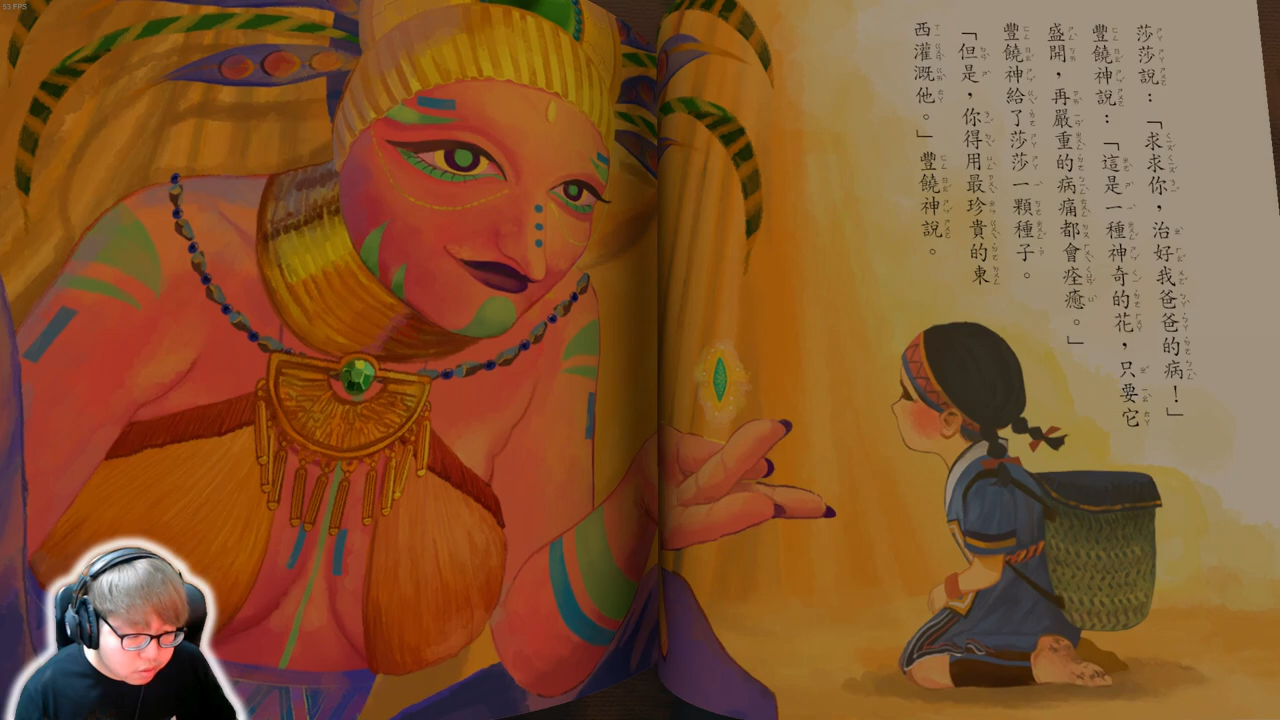 53 FPS
莎莎說：「求求你，治好我爸爸的病！」
豐饒神說：「這是一種神奇的花，只要它
盛開，再嚴重的病痛都會痊癒。」
豐饒神給了莎莎一顆種子。
「但是，你得用最珍貴的東
西灌溉他。」豐饒神說。